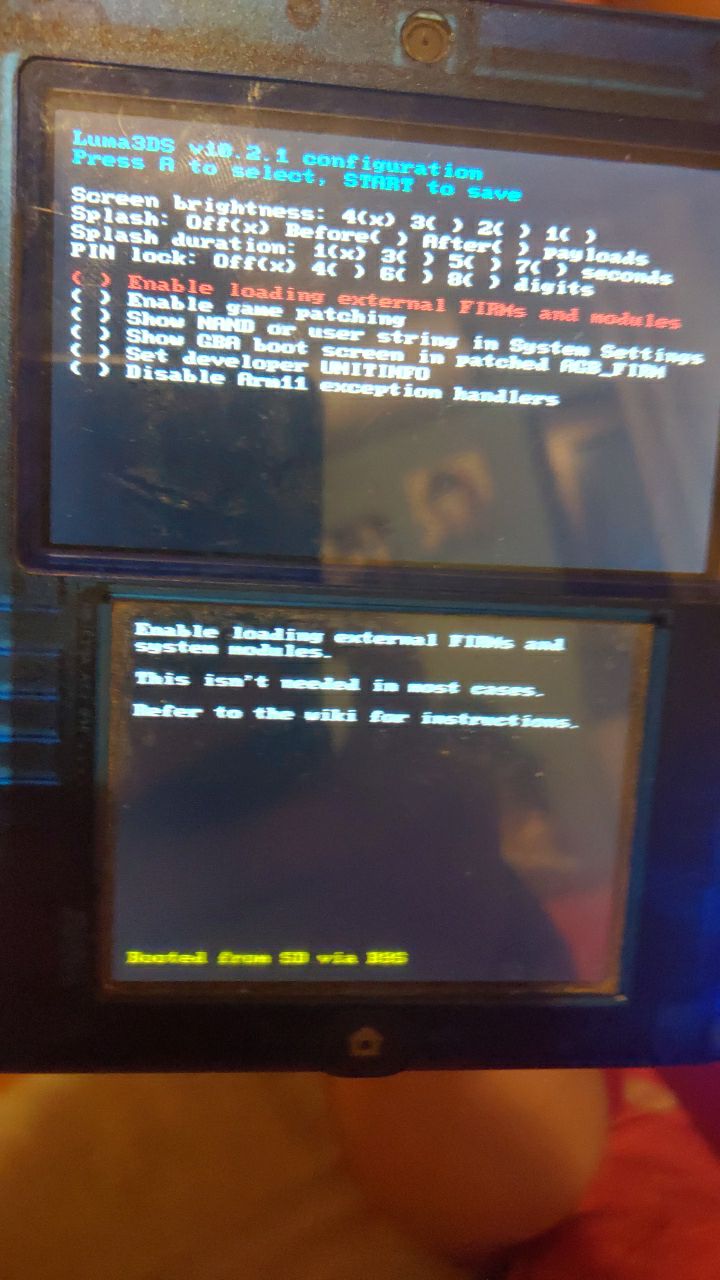 Luma3DS v10.2.1 configuration
Press A to select, START to save
Screen brightness: 4(x) 3( ) 2( ) 1( )
Splash: Off(x) Before( ) After( ) payloads
Splash duration: 1(x) 3( ) 5( ) 7( ) seconds
PIN lock: Off(x) 4( ) 6( ) 8( ) digits
( ) Enable loading external FIRMs and modules
( ) Enable game patching
( ) Show NAND or user string in System Settings
( ) Show GBA boot screen in patched AGB_FIRM
( ) Set developer UNITINFO
( ) Disable Arm11 exception handlers
Enable loading external FIRMs and
system modules.
This isn't needed in most cases.
Refer to the wiki for instructions.
Booted from SD via B9S